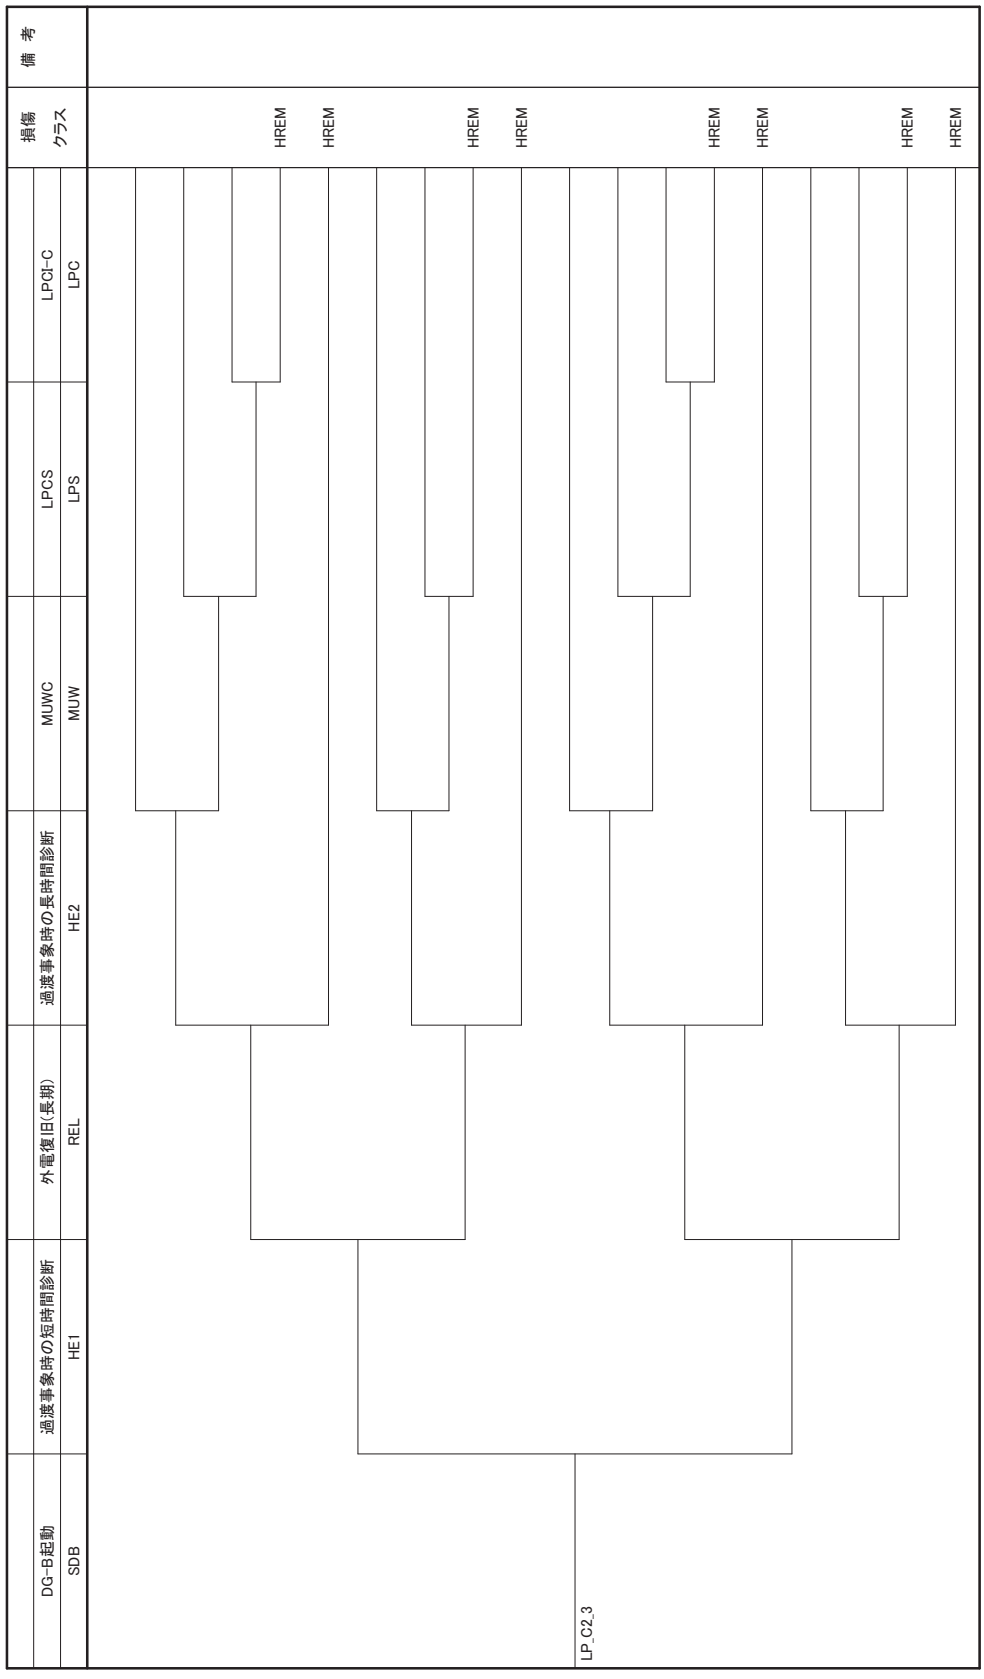 DG-B起動
過渡事象時の短時間診断
外電復旧(長期)
過渡事象時の長時間診断
MUWC
LPCS
LPCI-C
損傷
クラス
備 考
SDB
HE1
REL
HE2
MUW
LPS
LPC
HREM
HREM
HREM
HREM
HREM
HREM
HREM
HREM
LP_C2_3